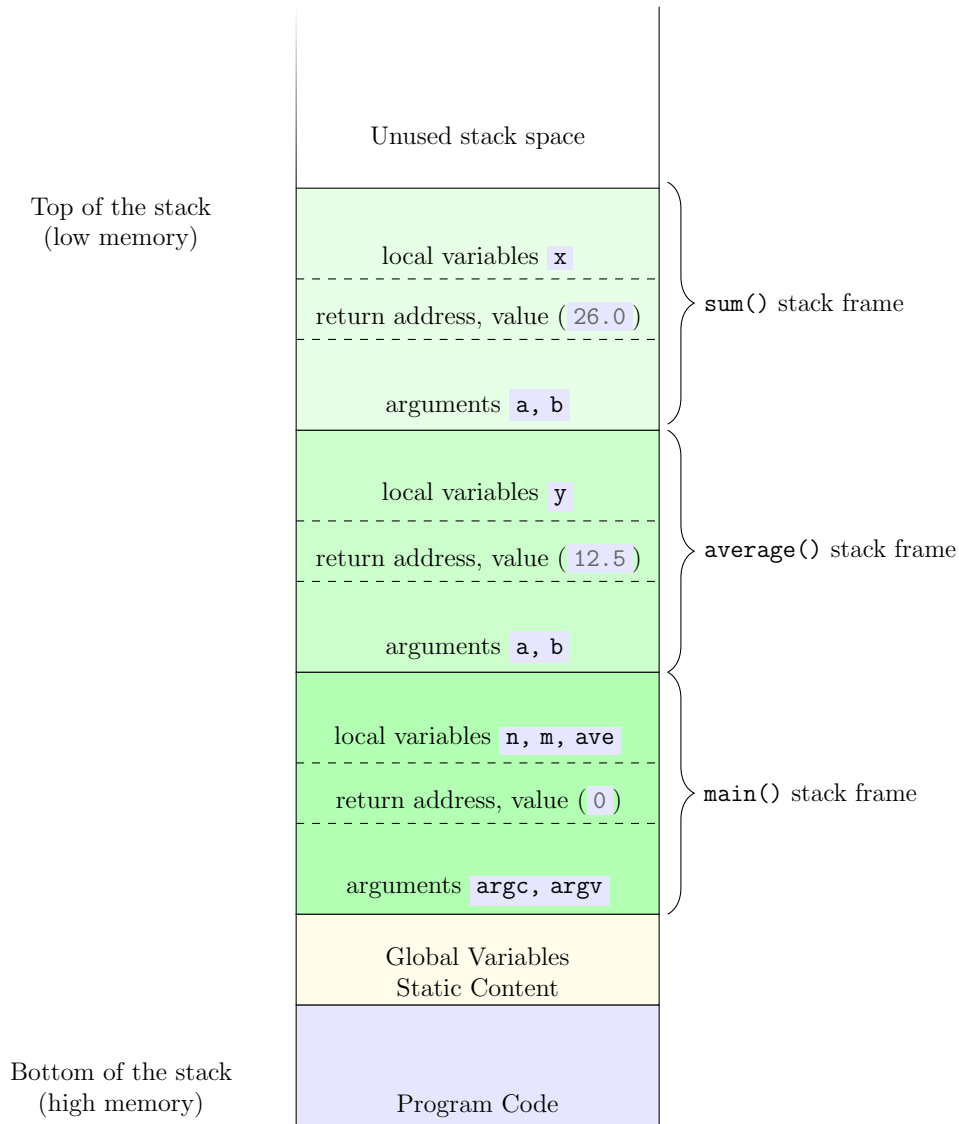 Unused stack space
Top of the stack
(low memory)
local variables x
return address, value (26.0)
sum() stack frame
arguments a, b
local variables y
return address, value (12.5)
average() stack frame
arguments a, b
local variables n, m, ave
return address, value (0)
main() stack frame
arguments argc, argv
Global Variables
Static Content
Bottom of the stack
(high memory)
Program Code